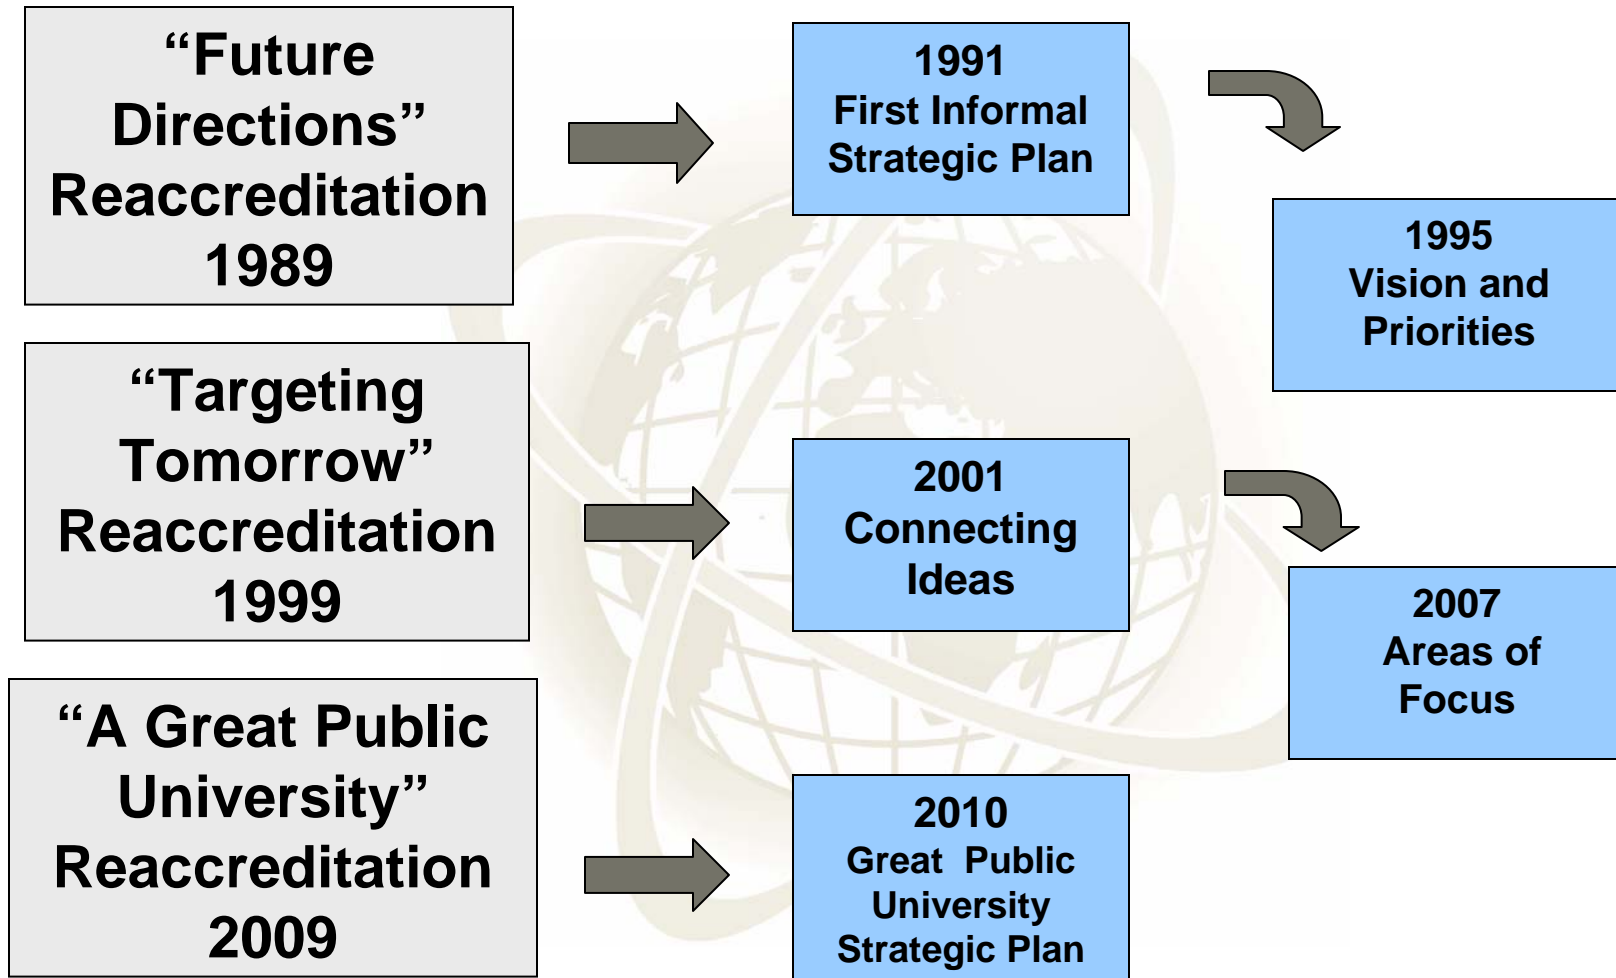 “Future
Directions”
Reaccreditation
1989
1991
First Informal
Strategic Plan
1995
Vision and
Priorities
“Targeting
Tomorrow”
Reaccreditation
1999
2001
Connecting
Ideas
2007
Areas of
Focus
“A Great Public
University”
Reaccreditation
2009
2010
Great Public
University
Strategic Plan